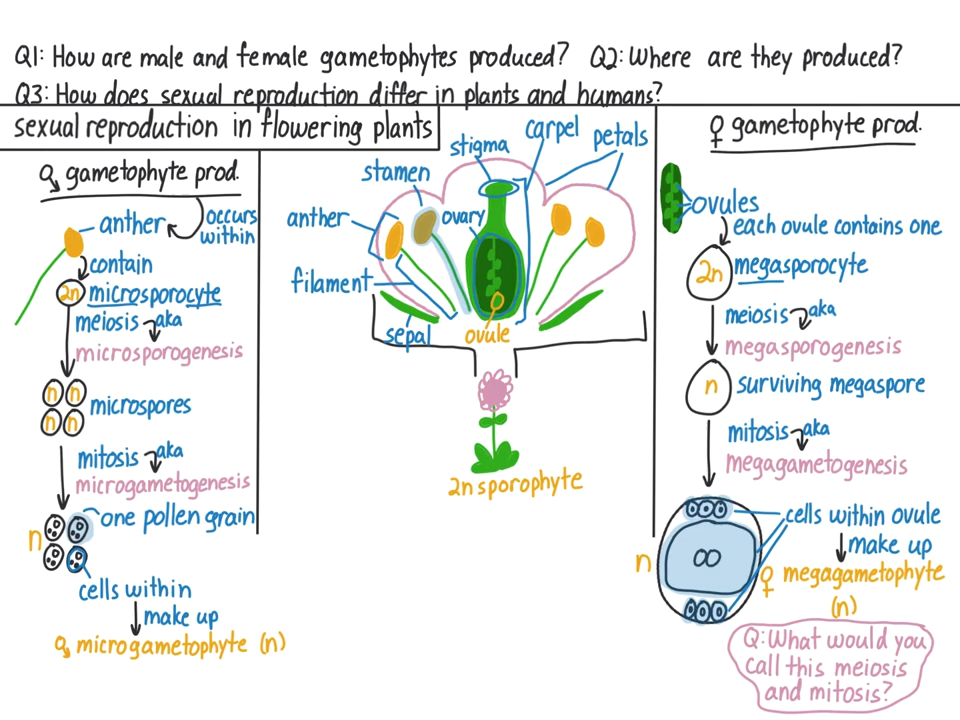 Q1: How are male and female gametophytes produced? Q2: Where are they produced?
Q3: How does sexual reproduction differ in plants and humans?
sexual reproduction in flowering plants
♂ gametophyte prod.
occurs
within
anther
contain
2n microsporocyte
meiosis aka
microsporogenesis
n n
n n
microspores
mitosis aka
microgametogenesis
one pollen grain
n
cells within
make up
♂ microgametophyte (n)
carpel
petals
stigma
stamen
anther
ovary
filament
sepal
ovule
2n sporophyte
♀ gametophyte prod.
ovules
each ovule contains one
2n megasporocyte
meiosis aka
megasporogenesis
n surviving megaspore
mitosis aka
megagametogenesis
cells within ovule
make up
n
♀ megagametophyte
(n)
Q: What would you
call this meiosis
and mitosis?